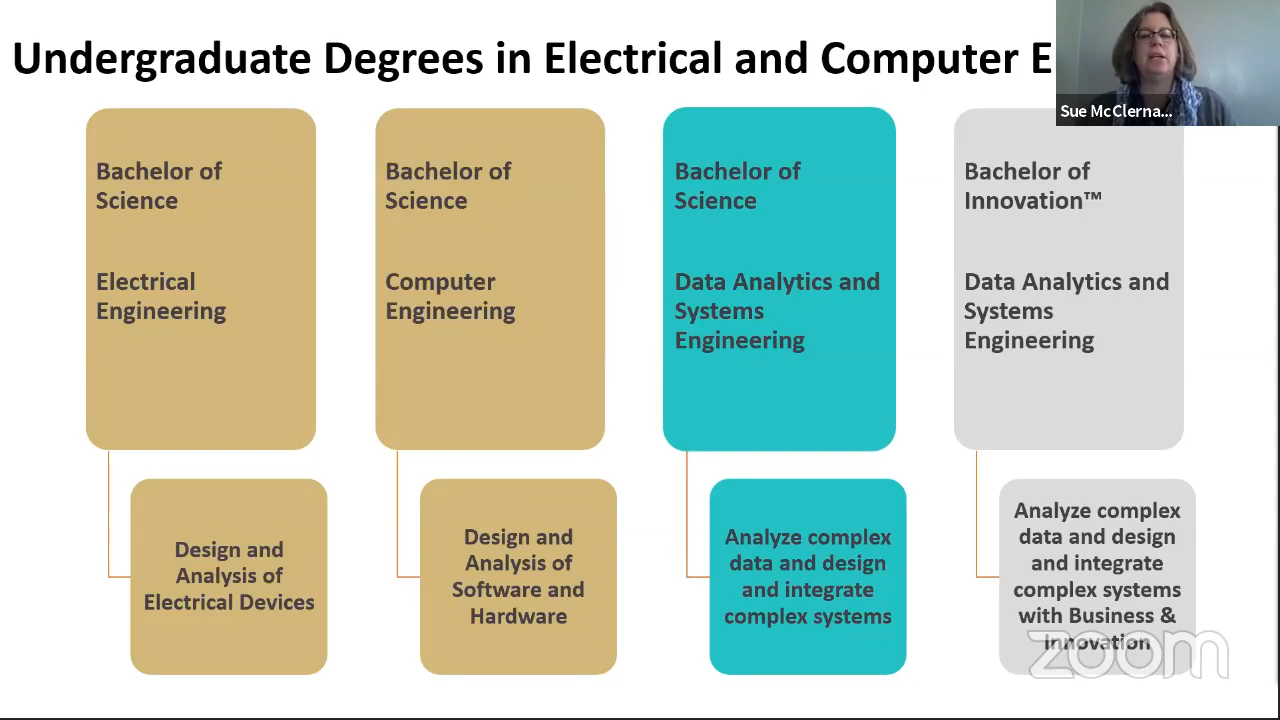 Undergraduate Degrees in Electrical and Computer E
Sue McClerna...
Bachelor of
Science
Electrical
Engineering
Design and
Analysis of
Electrical Devices
Bachelor of
Science
Computer
Engineering
Design and
Analysis of
Software and
Hardware
Bachelor of
Science
Data Analytics and
Systems
Engineering
Analyze complex
data and design
and integrate
complex systems
Bachelor of
Innovation™
Data Analytics and
Systems
Engineering
Analyze complex
data and design
and integrate
complex systems
with Business &
Innovation
zoom